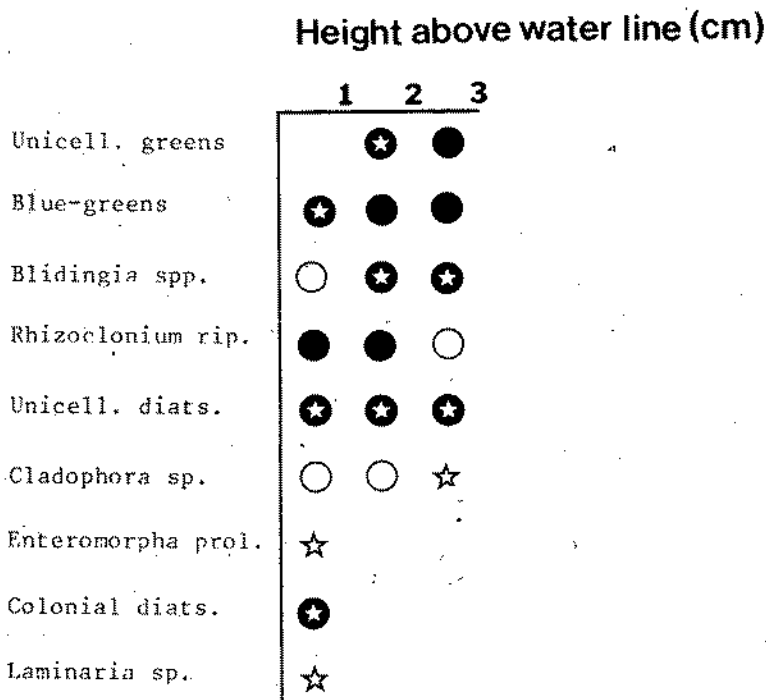 Height above water line (cm)
1 2 3
Unicell. greens
Blue-greens
Blidingia spp.
Rhizoclonium rip.
Unicell. diats.
Cladophora sp.
Enteromorpha prol.
Colonial diats.
Laminaria sp.